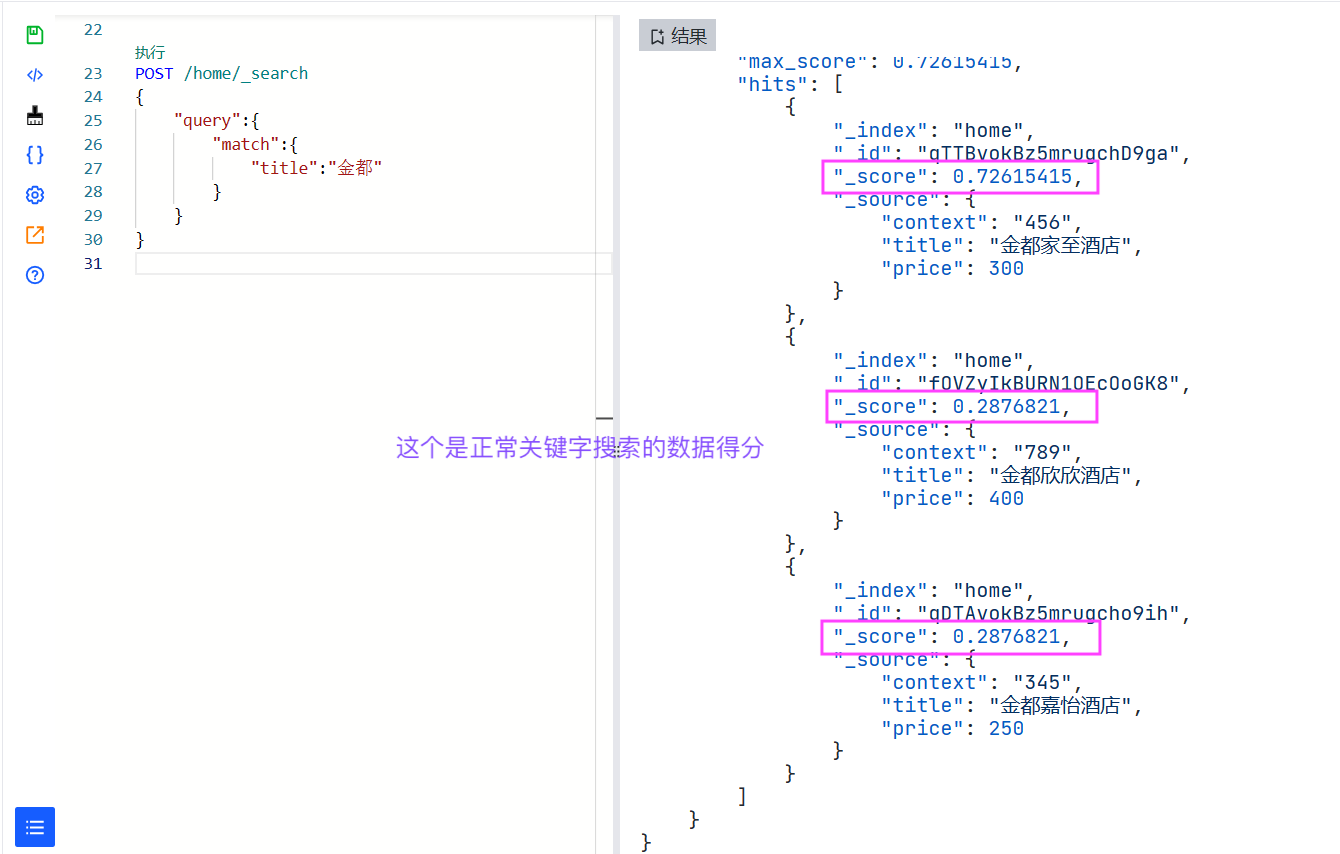 22
执行
23 POST /home/_search
24 {
25 "query":{
26 "match":{
27 "title":"金都"
28 }
29 }
30 }
31
结果
"max_score": 0.72615415,
"hits": [
{
"_index": "home",
"_id": "qTTBvokBz5mrugchD9ga",
"_score": 0.72615415,
"_source": {
"context": "456",
"title": "金都家至酒店",
"price": 300
}
},
{
"_index": "home",
"_id": "fOVZyIkBURN1OEcOoGK8",
"_score": 0.2876821,
"_source": {
"context": "789",
"title": "金都欣欣酒店",
"price": 400
}
},
{
"_index": "home",
"_id": "qDTAvokBz5mrugcho9ih",
"_score": 0.2876821,
"_source": {
"context": "345",
"title": "金都嘉怡酒店",
"price": 250
}
}
]
}
}
这个是正常关键字搜索的数据得分